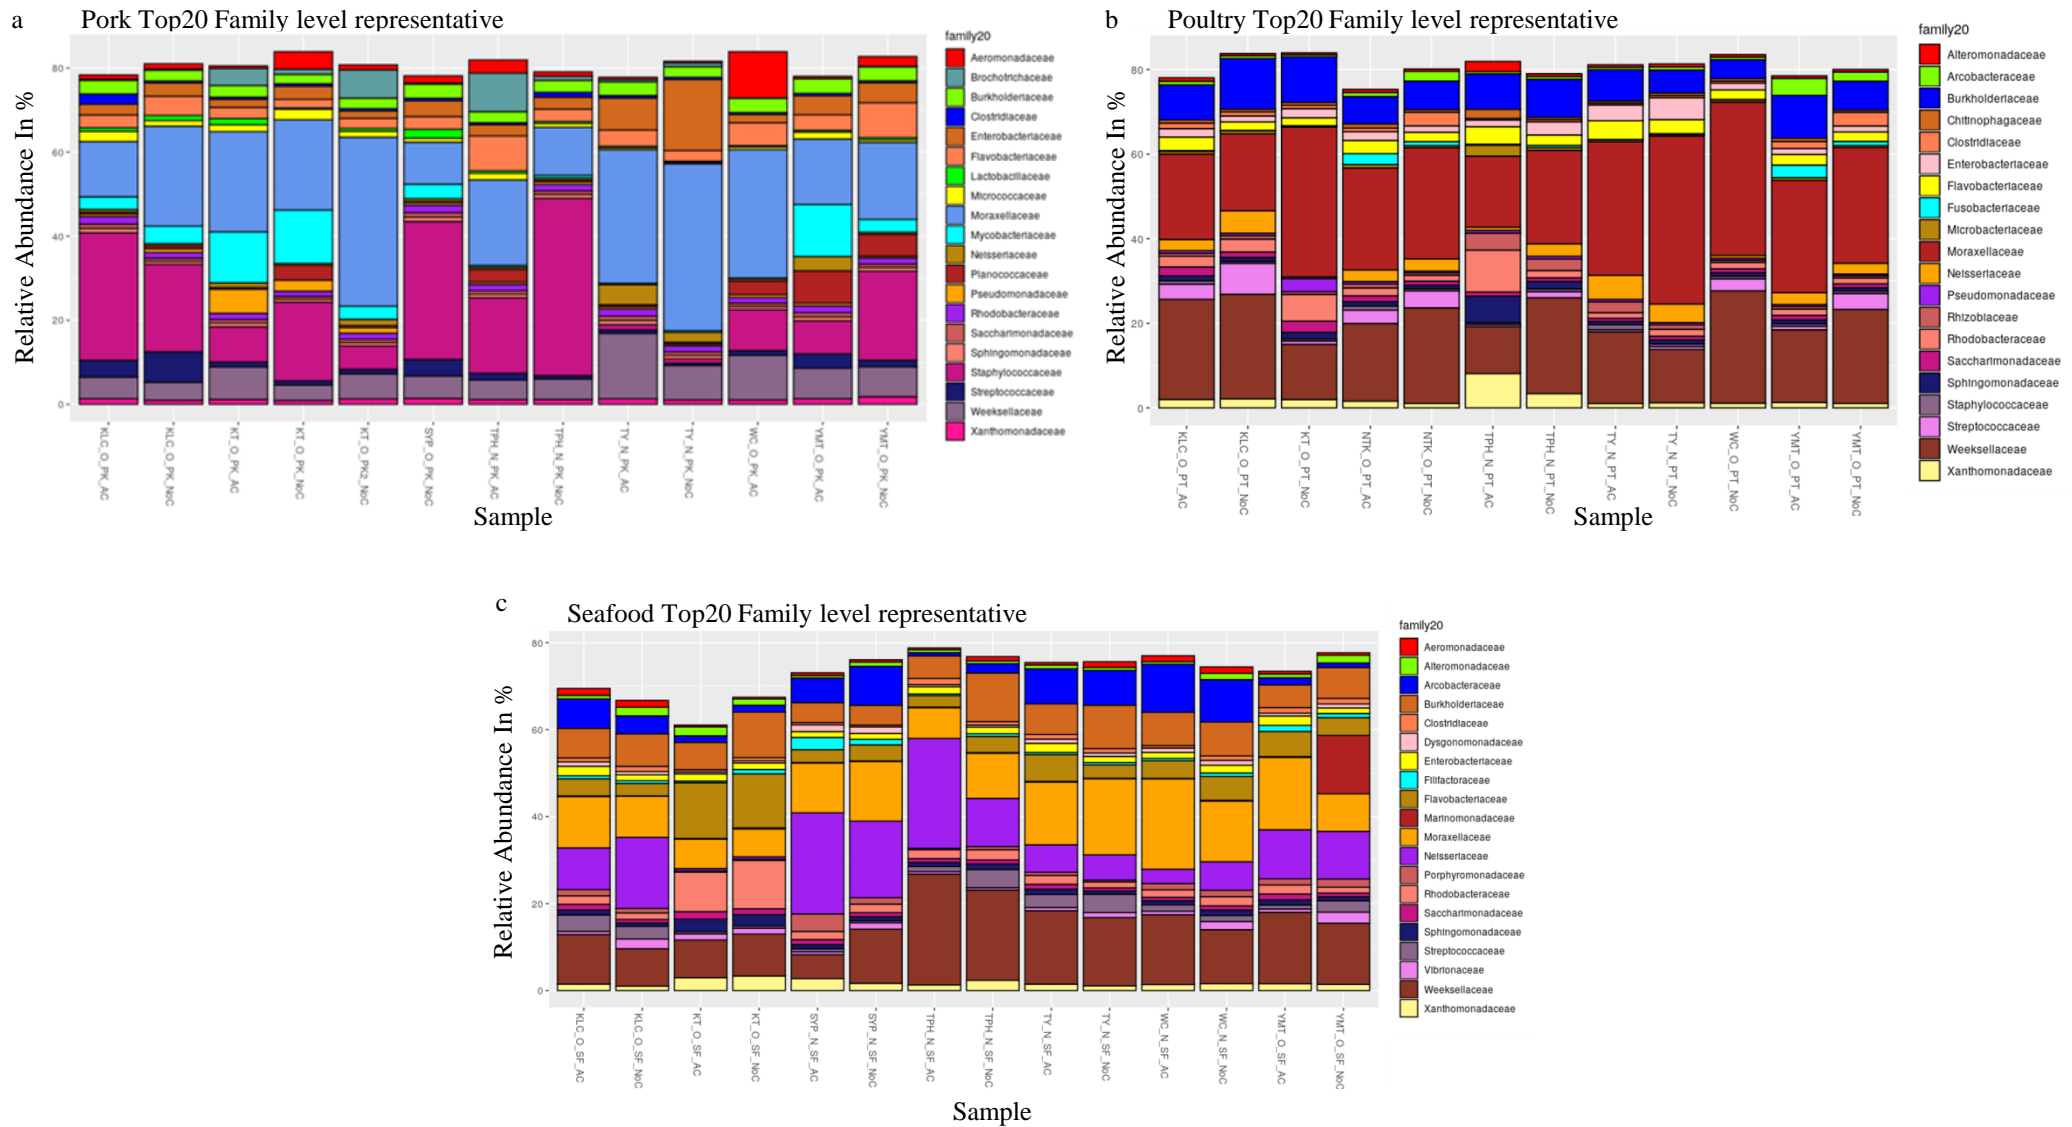 a
Pork Top20 Family level representative
Relative Abundance In %
80
60
40
20
0
KLC_O_PK_AC
KLC_O_PK_NoC
KT_O_PK_AC
KT_O_PK_NoC
KT_O_PK2_NoC
SYP_O_PK_NoC
TPH_N_PK_AC
TPH_N_PK_NoC
TY_N_PK_AC
TY_N_PK_NoC
WC_O_PK_AC
YMT_O_PK_AC
YMT_O_PK_NoC
Sample
family20
Aeromonadaceae
Brochotrichaceae
Burkholderiaceae
Clostridiaceae
Enterobacteriaceae
Flavobacteriaceae
Lactobacillaceae
Micrococcaceae
Moraxellaceae
Mycobacteriaceae
Neisseriaceae
Planococcaceae
Pseudomonadaceae
Rhodobacteraceae
Saccharimonadaceae
Sphingomonadaceae
Staphylococcaceae
Streptococcaceae
Weeksellaceae
Xanthomonadaceae
b
Poultry Top20 Family level representative
Relative Abundance In %
80
60
40
20
0
KLC_O_PT_AC
KLC_O_PT_NoC
KT_O_PT_NoC
NTK_O_PT_AC
NTK_O_PT_NoC
TPH_N_PT_AC
TPH_N_PT_NoC
TY_N_PT_AC
TY_N_PT_NoC
WC_O_PT_NoC
YMT_O_PT_AC
YMT_O_PT_NoC
Sample
family20
Alteromonadaceae
Arcobacteraceae
Burkholderiaceae
Chitinophagaceae
Clostridiaceae
Enterobacteriaceae
Flavobacteriaceae
Fusobacteriaceae
Microbacteriaceae
Moraxellaceae
Neisseriaceae
Pseudomonadaceae
Rhizobiaceae
Rhodobacteraceae
Saccharimonadaceae
Sphingomonadaceae
Staphylococcaceae
Streptococcaceae
Weeksellaceae
Xanthomonadaceae
c
Seafood Top20 Family level representative
Relative Abundance In %
80
60
40
20
0
KLC_O_SF_AC
KLC_O_SF_NoC
KT_O_SF_AC
KT_O_SF_NoC
SYP_N_SF_AC
SYP_N_SF_NoC
TPH_N_SF_AC
TPH_N_SF_NoC
TY_N_SF_AC
TY_N_SF_NoC
WC_N_SF_AC
WC_N_SF_NoC
YMT_O_SF_AC
YMT_O_SF_NoC
Sample
family20
Aeromonadaceae
Alteromonadaceae
Arcobacteraceae
Burkholderiaceae
Clostridiaceae
Dysgonomonadaceae
Enterobacteriaceae
Filifactoraceae
Flavobacteriaceae
Marinomonadaceae
Moraxellaceae
Neisseriaceae
Porphyromonadaceae
Rhodobacteraceae
Saccharimonadaceae
Sphingomonadaceae
Streptococcaceae
Vibrionaceae
Weeksellaceae
Xanthomonadaceae